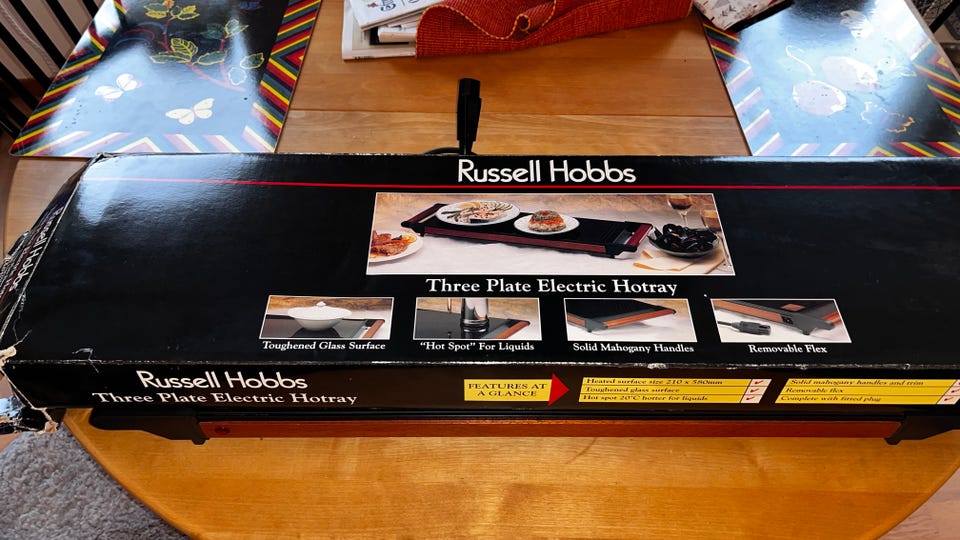 Russell Hobbs
Three Plate Electric Hotray
Toughened Glass Surface
"Hot Spot" For Liquids
Solid Mahogany Handles
Removable Flex
Russell Hobbs
Three Plate Electric Hotray
FEATURES AT
A GLANCE
Heated surface size 210 x 580mm
Toughened glass surface
Hot spot 20°C hotter for liquids
Solid mahogany handles and trim
Removable flex
Complete with fitted plug
Russell Hobbs